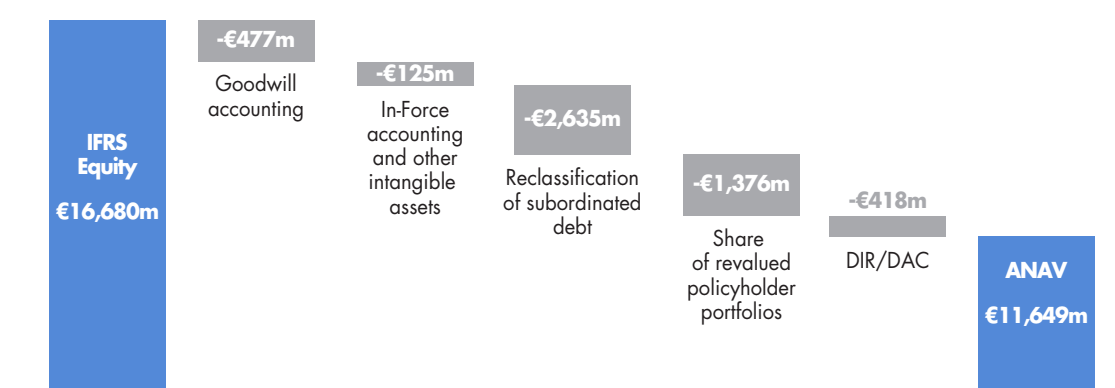 IFRS
Equity
€16,680m
-€477m
Goodwill
accounting
-€125m
In-Force
accounting
and other
intangible
assets
-€2,635m
Reclassification
of subordinated
debt
-€1,376m
Share
of revalued
policyholder
portfolios
-€418m
DIR/DAC
ANAV
€11,649m